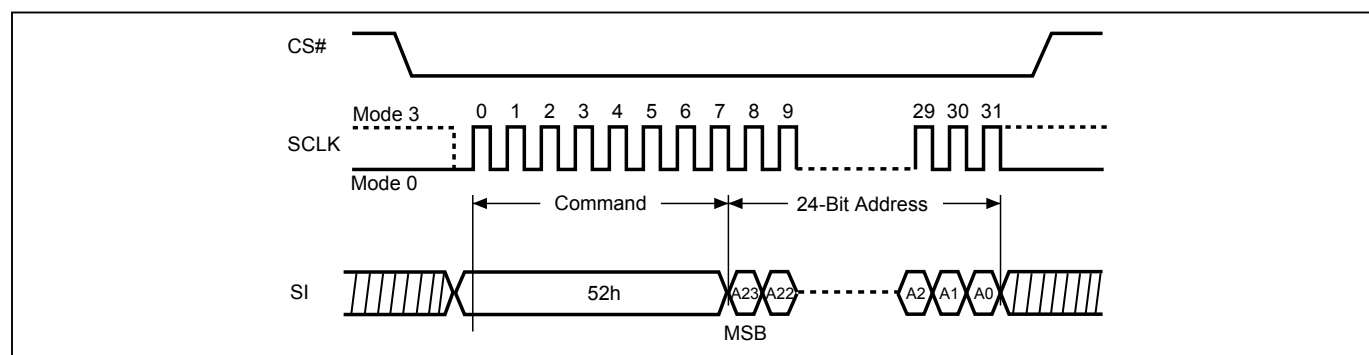 CS#
Mode 3
0 1 2 3 4 5 6 7 8 9 29 30 31
SCLK
Mode 0
Command 24-Bit Address
SI 52h A23 A22 A2 A1 A0
MSB